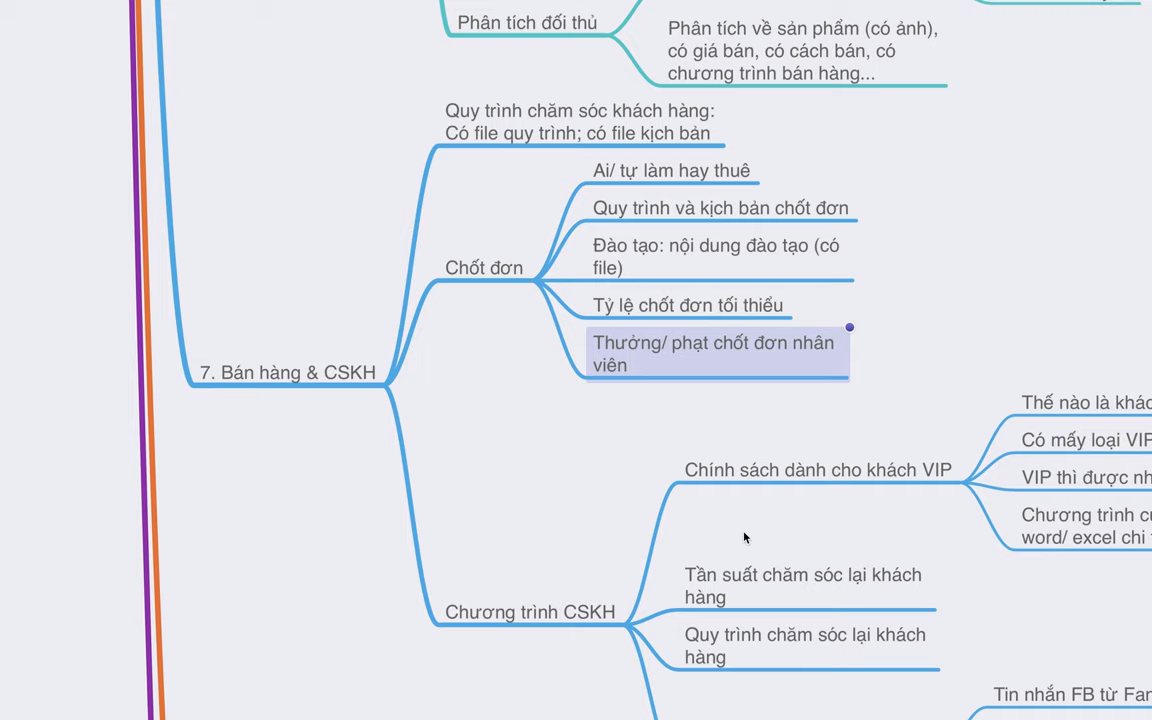 Phân tích đối thủ
Phân tích về sản phẩm (có ảnh),
có giá bán, có cách bán, có
chương trình bán hàng...
Quy trình chăm sóc khách hàng:
Có file quy trình; có file kịch bản
Ai/ tự làm hay thuê
Quy trình và kịch bản chốt đơn
Đào tạo: nội dung đào tạo (có
file)
Chốt đơn
Tỷ lệ chốt đơn tối thiểu
Thưởng/ phạt chốt đơn nhân
viên
7. Bán hàng & CSKH
Thế nào là
Có mấy loại VIP
Chính sách dành cho khách VIP
VIP thì được
Chương trình
word/ excel chi
Tần suất chăm sóc lại khách
hàng
Chương trình CSKH
Quy trình chăm sóc lại khách
hàng
Tin nhắn FB từ